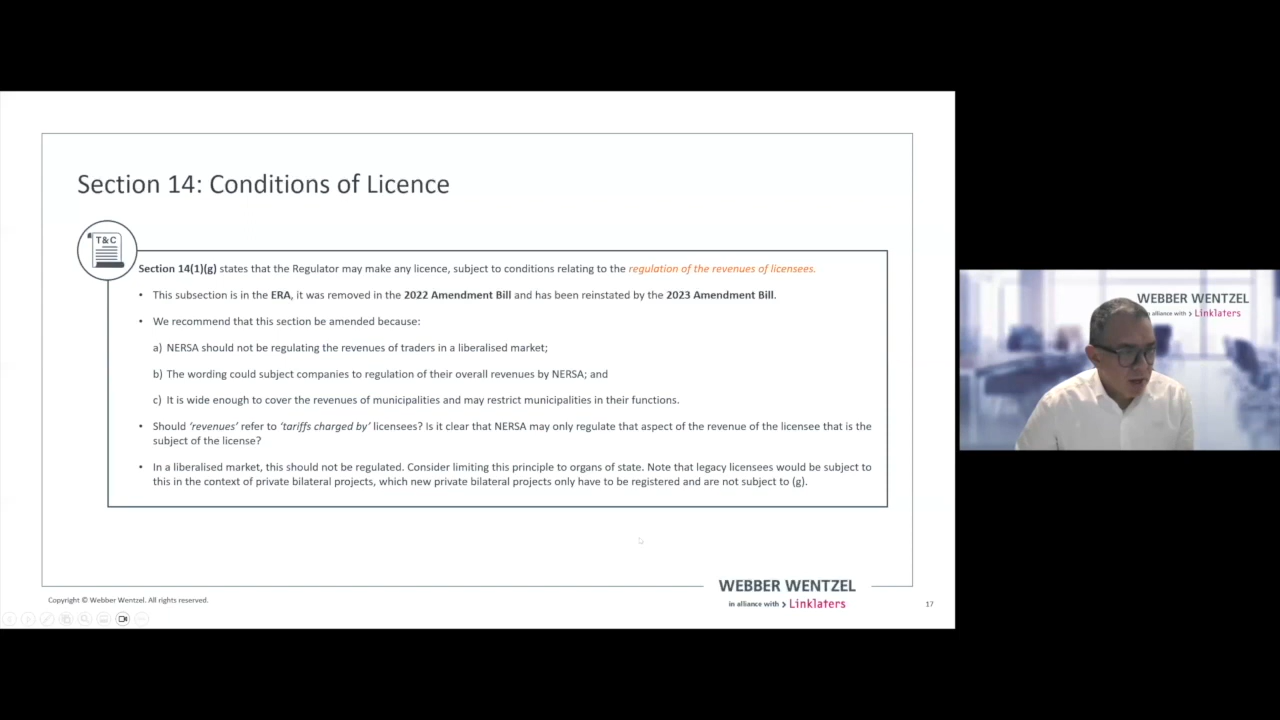 Section 14: Conditions of Licence
T&C
Section 14(1)(g) states that the Regulator may make any licence, subject to conditions relating to the regulation of the revenues of licensees.
• This subsection is in the ERA, it was removed in the 2022 Amendment Bill and has been reinstated by the 2023 Amendment Bill.
• We recommend that this section be amended because:
a) NERSA should not be regulating the revenues of traders in a liberalised market;
b) The wording could subject companies to regulation of their overall revenues by NERSA; and
c) It is wide enough to cover the revenues of municipalities and may restrict municipalities in their functions.
• Should 'revenues' refer to 'tariffs charged by' licensees? Is it clear that NERSA may only regulate that aspect of the revenue of the licensee that is the
subject of the license?
• In a liberalised market, this should not be regulated. Consider limiting this principle to organs of state. Note that legacy licensees would be subject to
this in the context of private bilateral projects, which new private bilateral projects only have to be registered and are not subject to (g).
WEBBER WENTZEL
in alliance with › Linklaters
Copyright © Webber Wentzel. All rights reserved.
17
WEBBER WENTZEL
in alliance with › Linklaters